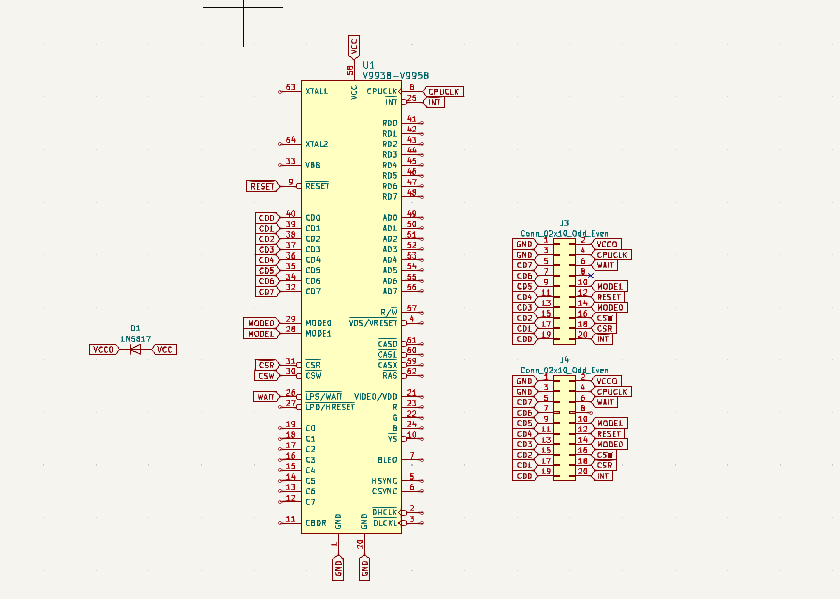 VCC
58
U1
V9938-V9958
63 XTAL1 VCC CPUCLK 8 CPUCLK
INT 25 INT
RD0 41
RD1 42
64 XTAL2 RD2 43
RD3 44
33 VBB RD4 45
RD5 46
RESET 9 RESET RD6 47
RD7 48
CD0 40 CD0 AD0 49
CD1 39 CD1 AD1 50
CD2 38 CD2 AD2 51
CD3 37 CD3 AD3 52
CD4 36 CD4 AD4 53
CD5 35 CD5 AD5 54
CD6 34 CD6 AD6 55
CD7 32 CD7 AD7 56
R/W 57
MODE0 29 MODE0 VDS/VRESET 4
MODE1 28 MODE1
CAS0 61
CAS1 60
CSR 31 CSR CASX 59
CSW 30 CSW RAS 62
WAIT 26 LPS/WAIT VIDEO/VDD 21
27 LPD/HRESET R 23
G 22
19 C0 B 24
18 C1 YS 10
17 C2
16 C3 BLEO 7
15 C4
14 C5 HSYNC 5
13 C6 CSYNC 6
12 C7
DHCLK 2
11 CBDR GND GND DLCKL 3
1 20
GND GND
D1
1N5817
VCC0 VCC
J3
Conn_02x10_Odd_Even
GND 1 2 VCC0
GND 3 4 CPUCLK
CD7 5 6 WAIT
CD6 7 8
CD5 9 10 MODE1
CD4 11 12 RESET
CD3 13 14 MODE0
CD2 15 16 CSW
CD1 17 18 CSR
CD0 19 20 INT
J4
Conn_02x10_Odd_Even
GND 1 2 VCC0
GND 3 4 CPUCLK
CD7 5 6 WAIT
CD6 7 8
CD5 9 10 MODE1
CD4 11 12 RESET
CD3 13 14 MODE0
CD2 15 16 CSW
CD1 17 18 CSR
CD0 19 20 INT